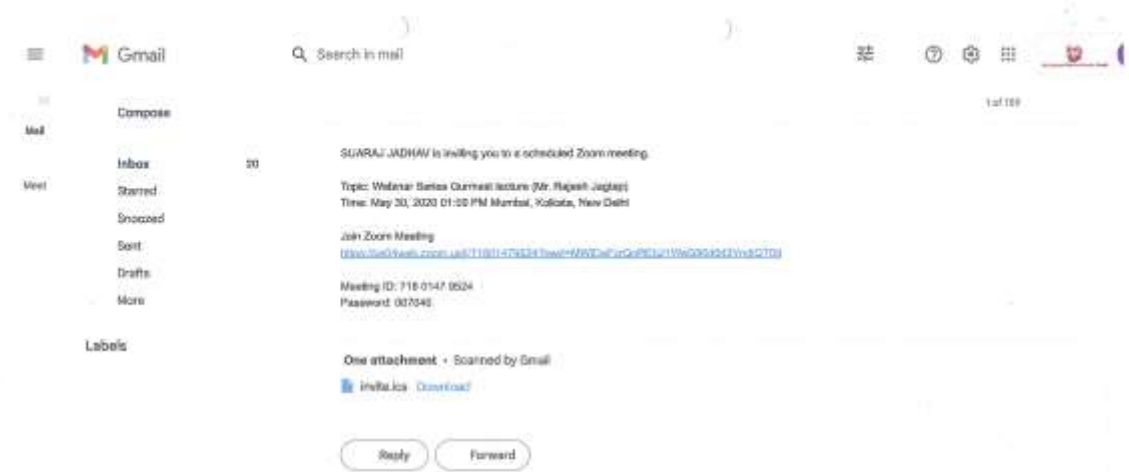 Gmail
Search in mail
1 of
Compose
Mail
Inbox 20
Meet
Starred
Snoozed
Sent
Drafts
More
Labels
SUARAJ JADHAV is inviting you to a scheduled Zoom meeting.
Topic: Webinar Series lecture (Mr. Rajesh Jagtap)
Time: May 30, 2020 01:00 PM Mumbai, Kolkata, New Delhi
Join Zoom Meeting
Meeting ID: 718 0147 9524
Password: 007040
One attachment • Scanned by Gmail
invite.ics Download
Reply Forward